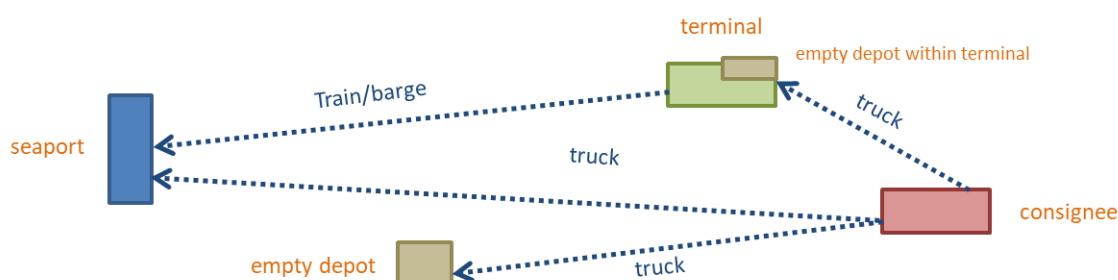 terminal
empty depot within terminal
Train/barge
truck
seaport
truck
consignee
empty depot
truck